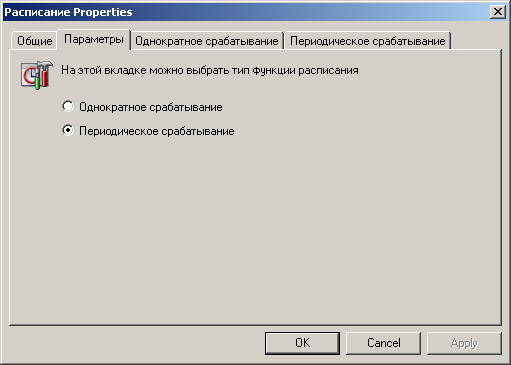 Расписание Properties
Общие Параметры Однократное срабатывание Периодическое срабатывание
На этой вкладке можно выбрать тип функции расписания
Однократное срабатывание
Периодическое срабатывание
OK Cancel Apply